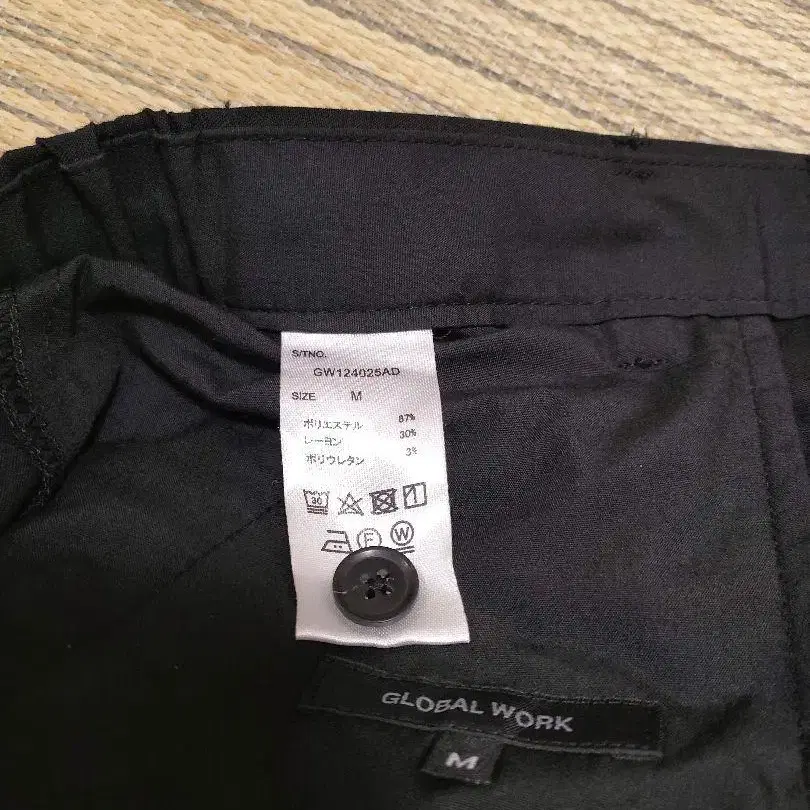 S/TNO.
GW124025AD
SIZE M
ポリエステル 67%
レーヨン 30%
ポリウレタン 3%
30
F W
GLOBAL WORK
M